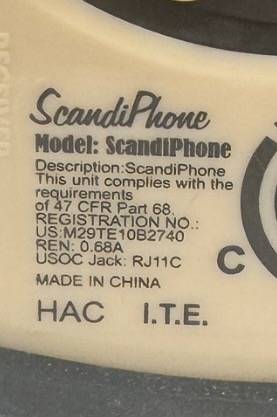 ScandiPhone
Model: ScandiPhone
Description:ScandiPhone
This unit complies with the
requirements
of 47 CFR Part 68.
REGISTRATION NO.:
US:M29TE10B2740
REN: 0.68A
USOC Jack: RJ11C
MADE IN CHINA
HAC I.T.E.
C